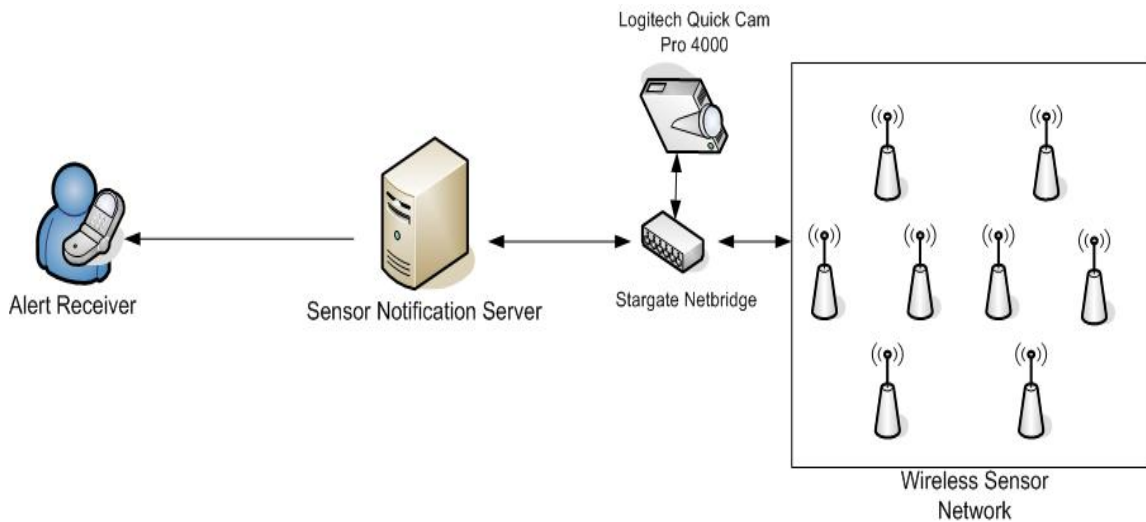 Logitech Quick Cam
Pro 4000
Alert Receiver
Sensor Notification Server
Stargate Netbridge
Wireless Sensor
Network